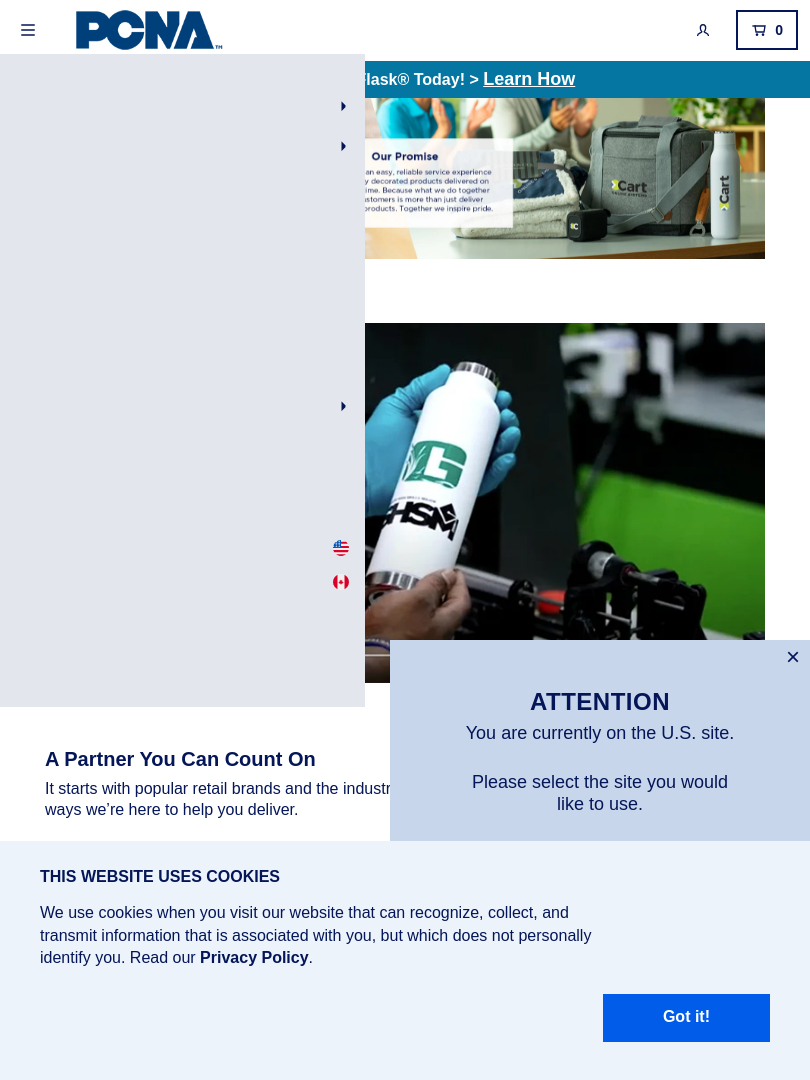 PCNA™
0
Flask® Today! > Learn How
Our Promise
an easy, reliable service experience
y decorated products delivered on
ime. Because what we do together
ustomers is more than just deliver
products. Together we inspire pride.
Cart
Cart
G
HSM
A Partner You Can Count On
It starts with popular retail brands and the industr
ways we're here to help you deliver.
ATTENTION
You are currently on the U.S. site.
Please select the site you would
like to use.
THIS WEBSITE USES COOKIES
We use cookies when you visit our website that can recognize, collect, and
transmit information that is associated with you, but which does not personally
identify you. Read our Privacy Policy.
Got it!